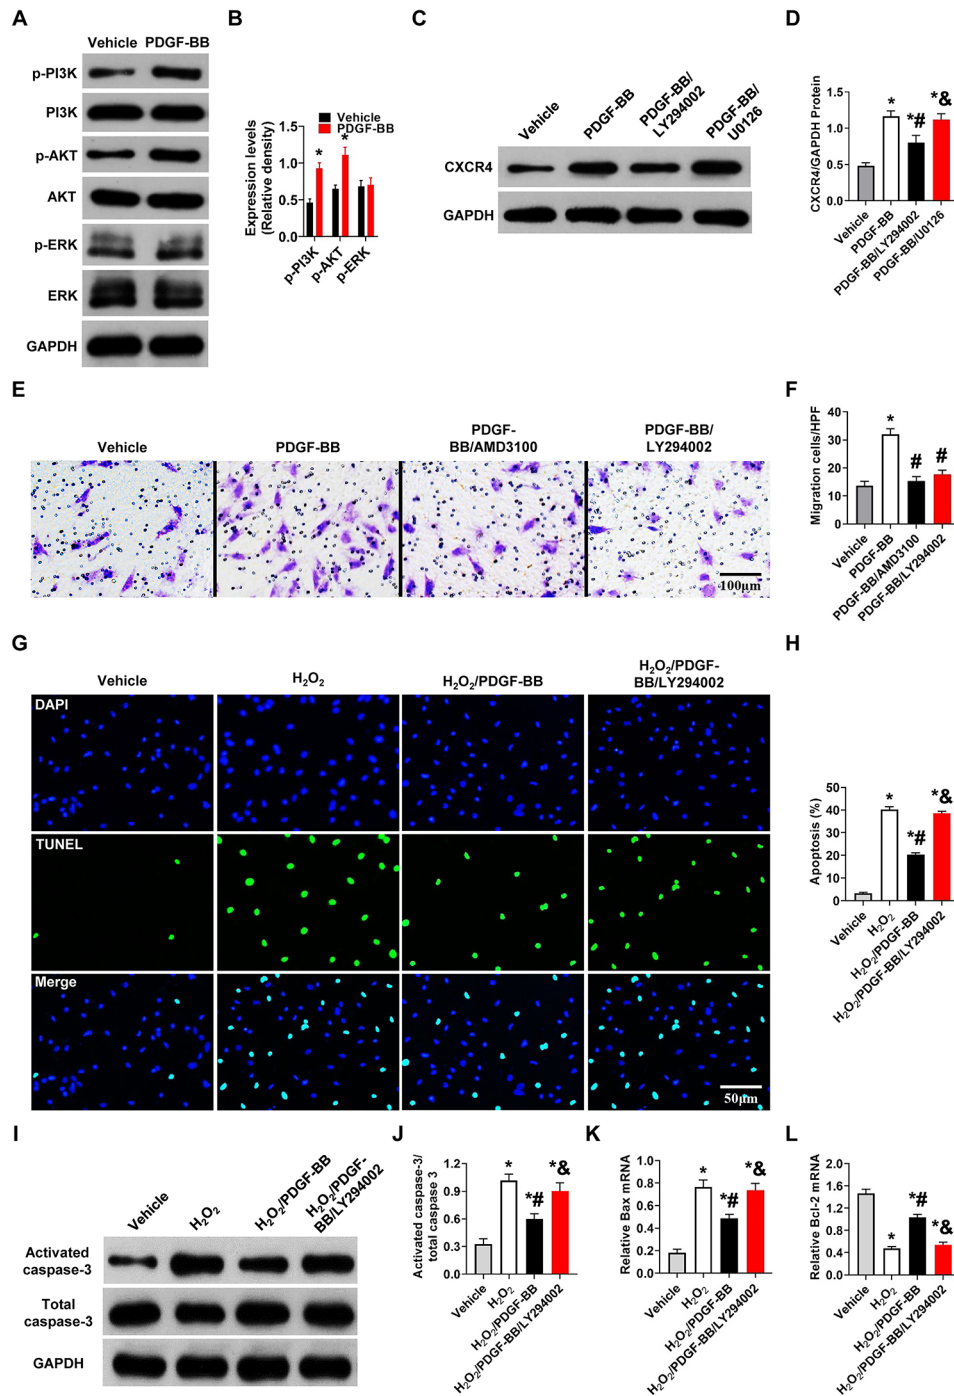 A
Vehicle PDGF-BB
p-PI3K
PI3K
p-AKT
AKT
p-ERK
ERK
GAPDH
B
Vehicle
PDGF-BB
Expression levels
(Relative density)
1.5
1.0
0.5
0.0
*
*
p-PI3K
p-AKT
p-ERK
C
Vehicle
PDGF-BB
PDGF-BB/
LY294002
PDGF-BB/
U0126
CXCR4
GAPDH
D
CXCR4/GAPDH Protein
1.5
1.0
0.5
0.0
*
*#
*&
Vehicle
PDGF-BB
PDGF-BB/LY294002
PDGF-BB/U0126
E
Vehicle
PDGF-BB
PDGF-
BB/AMD3100
PDGF-BB/
LY294002
100μm
F
Migration cells/HPF
40
30
20
10
0
*
#
#
Vehicle
PDGF-BB
PDGF-BB/AMD3100
PDGF-BB/LY294002
G
Vehicle
H₂O₂
H₂O₂/PDGF-BB
H₂O₂/PDGF-
BB/LY294002
DAPI
TUNEL
Merge
50μm
H
Apoptosis (%)
50
40
30
20
10
0
*
*#
*&
Vehicle
H₂O₂
H₂O₂/PDGF-BB
H₂O₂/PDGF-BB/LY294002
I
Vehicle
H₂O₂
H₂O₂/PDGF-BB
H₂O₂/PDGF-
BB/LY294002
Activated
caspase-3
Total
caspase-3
GAPDH
J
Activated caspase-3/
total caspase 3
1.2
0.9
0.6
0.3
0.0
*
*#
*&
Vehicle
H₂O₂
H₂O₂/PDGF-BB
H₂O₂/PDGF-BB/LY294002
K
Relative Bax mRNA
1.0
0.8
0.6
0.4
0.2
0.0
*
*#
*&
Vehicle
H₂O₂
H₂O₂/PDGF-BB
H₂O₂/PDGF-BB/LY294002
L
Relative Bcl-2 mRNA
2.0
1.6
1.2
0.8
0.4
0.0
*
*#
*&
Vehicle
H₂O₂
H₂O₂/PDGF-BB
H₂O₂/PDGF-BB/LY294002